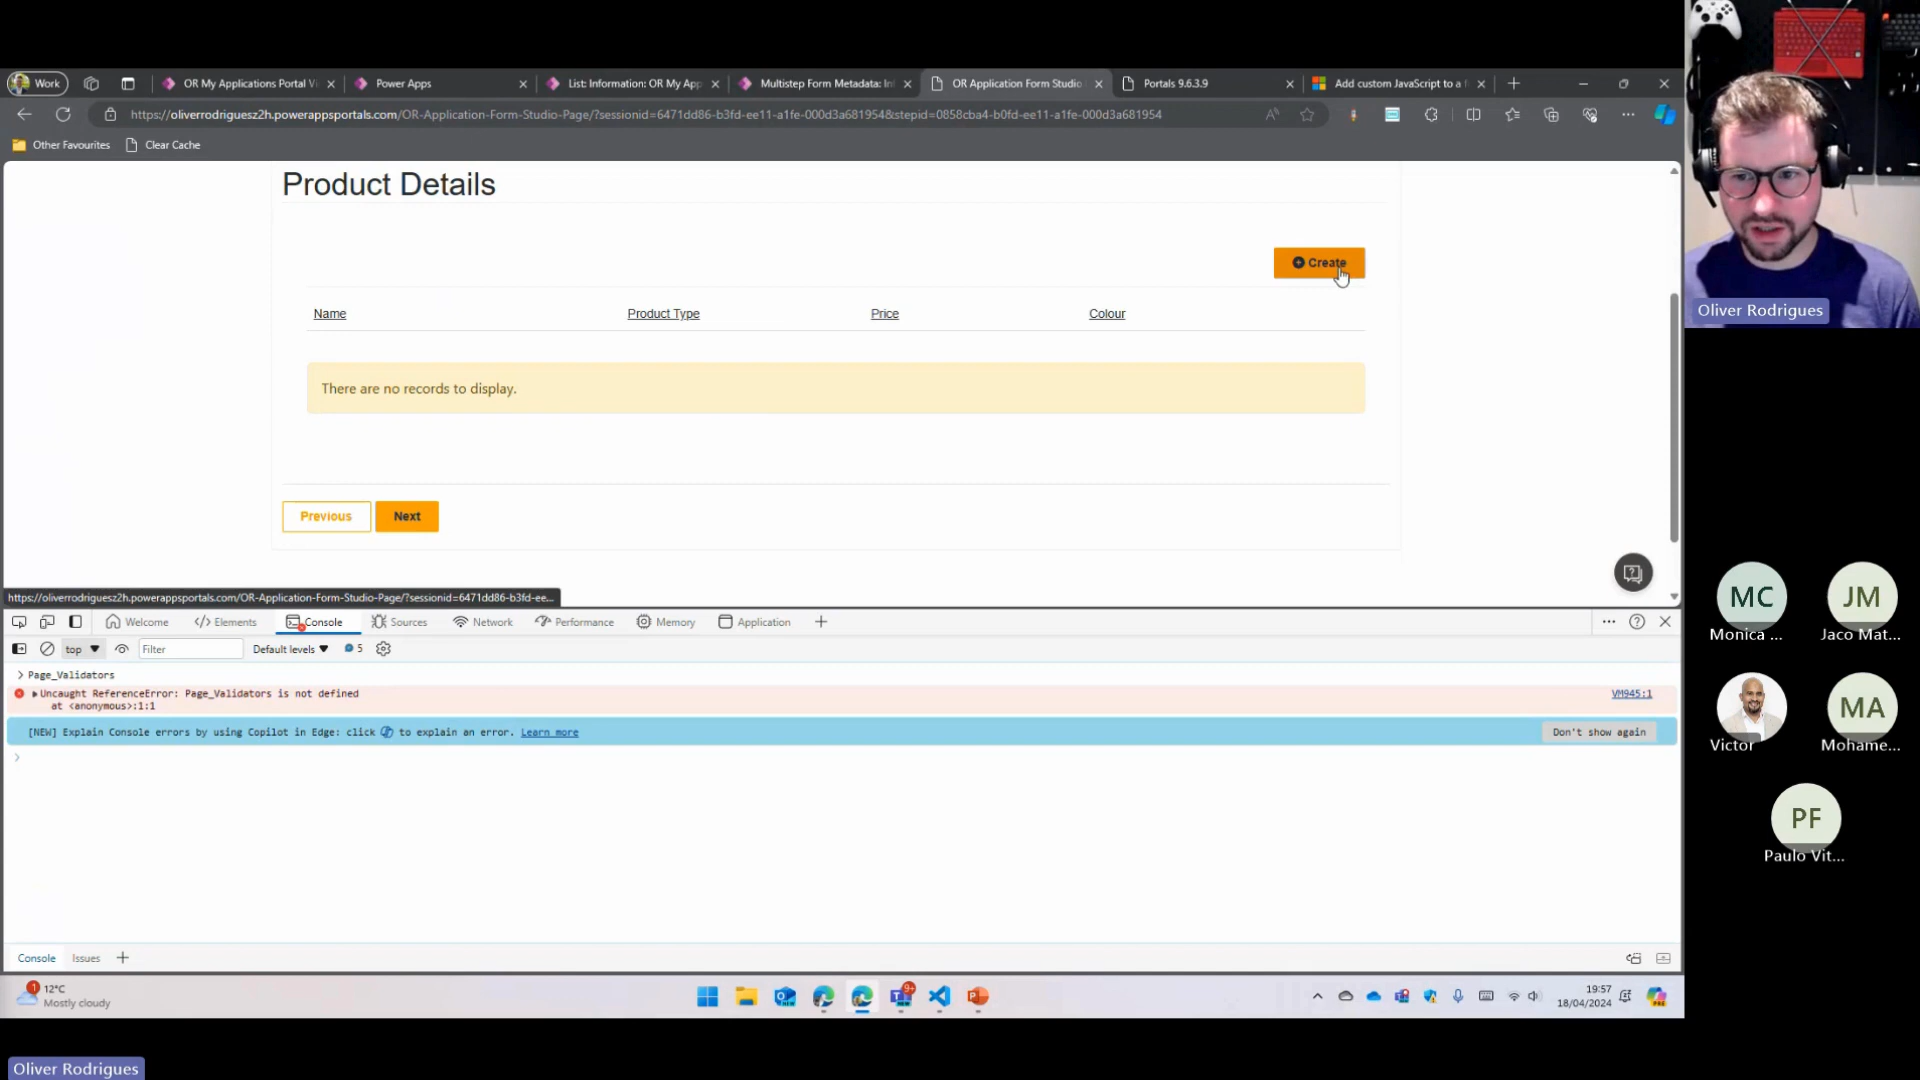 Work
OR My Applications Portal Vi
Power Apps
List: Information: OR My App
Multistep Form Metadata: In
OR Application Form Studio
Portals 9.6.3.9
Add custom JavaScript to a f
https://oliverrodriguesz2h.powerappsportals.com/OR-Application-Form-Studio-Page/?sessionid=6471dd86-b3fd-ee11-a1fe-000d3a681954&stepid=0858cba4-b0fd-ee11-a1fe-000d3a681954
Other Favourites
Clear Cache
Product Details
Create
Name
Product Type
Price
Colour
There are no records to display.
Previous
Next
https://oliverrodriguesz2h.powerappsportals.com/OR-Application-Form-Studio-Page/?sessionid=6471dd86-b3fd-ee...
Welcome
Elements
Console
Sources
Network
Performance
Memory
Application
top
Filter
Default levels
5
Page_Validators
Uncaught ReferenceError: Page_Validators is not defined
at <anonymous>:1:1
VM945:1
[NEW] Explain Console errors by using Copilot in Edge: click to explain an error. Learn more
Don't show again
Console
Issues
1
12°C
Mostly cloudy
9+
19:57
18/04/2024
Oliver Rodrigues
MC
Monica ...
JM
Jaco Mat...
Victor
MA
Mohame...
PF
Paulo Vit...
Oliver Rodrigues